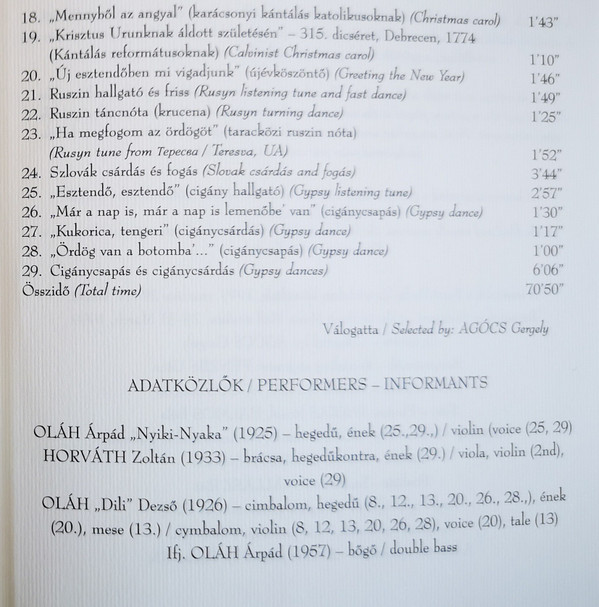 18. „Mennyből az angyal” (karácsonyi kántálás katolikusoknak) (Christmas carol) 1'43”
19. „Krisztus Urunknak áldott születésén” – 315. dicséret, Debrecen, 1774
(Kántálás reformátusoknak) (Calvinist Christmas carol) 1'10”
20. „Új esztendőben mi vigadjunk” (újévköszöntő) (Greeting the New Year) 1'46”
21. Ruszin hallgató és friss (Rusyn listening tune and fast dance) 1'49”
22. Ruszin táncnóta (krucena) (Rusyn turning dance) 1'25”
23. „Ha megfogom az ördögöt” (taracközi ruszin nóta)
(Rusyn tune from Тересва / Teresva, UA) 1'52”
24. Szlovák csárdás és fogás (Slovak csárdás and fogás) 3'44”
25. „Esztendő, esztendő” (cigány hallgató) (Gypsy listening tune) 2'57”
26. „Már a nap is, már a nap is lemenőbe' van” (cigánycsapás) (Gypsy dance) 1'30”
27. „Kukorica, tengeri” (cigánycsárdás) (Gypsy dance) 1'17”
28. „Ördög van a botomba'...” (cigánycsapás) (Gypsy dance) 1'00”
29. Cigánycsapás és cigánycsárdás (Gypsy dances) 6'06”
Összidő (Total time) 70'50”
Válogatta / Selected by: AGÓCS Gergely
ADATKÖZLŐK / PERFORMERS – INFORMANTS
OLÁH Árpád „Nyiki-Nyaka” (1925) – hegedű, ének (25.,29.,) / violin (voice (25, 29)
HORVÁTH Zoltán (1933) – brácsa, hegedűkontra, ének (29.) / viola, violin (2nd),
voice (29)
OLÁH „Dili” Dezső (1926) – cimbalom, hegedű (8., 12., 13., 20., 26., 28.,), ének
(20.), mese (13.) / cymbalom, violin (8, 12, 13, 20, 26, 28), voice (20), tale (13)
Ifj. OLÁH Árpád (1957) – bőgő / double bass